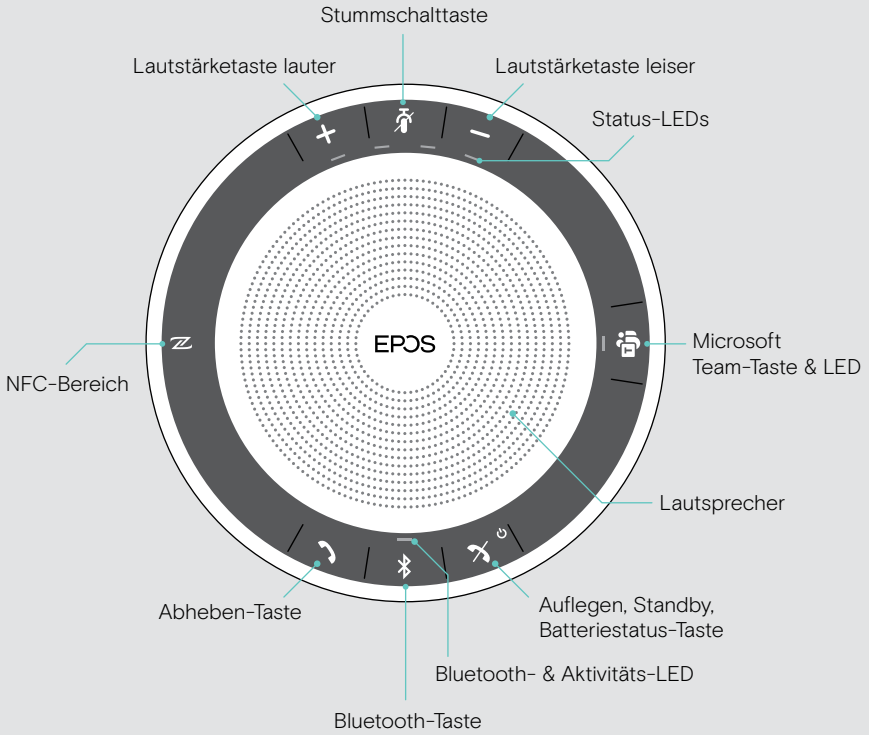 Stummschalttaste
Lautstärketaste lauter
Lautstärketaste leiser
Status-LEDs
EPOS
Microsoft
Team-Taste & LED
NFC-Bereich
Lautsprecher
Abheben-Taste
Auflegen, Standby,
Batteriestatus-Taste
Bluetooth- & Aktivitäts-LED
Bluetooth-Taste